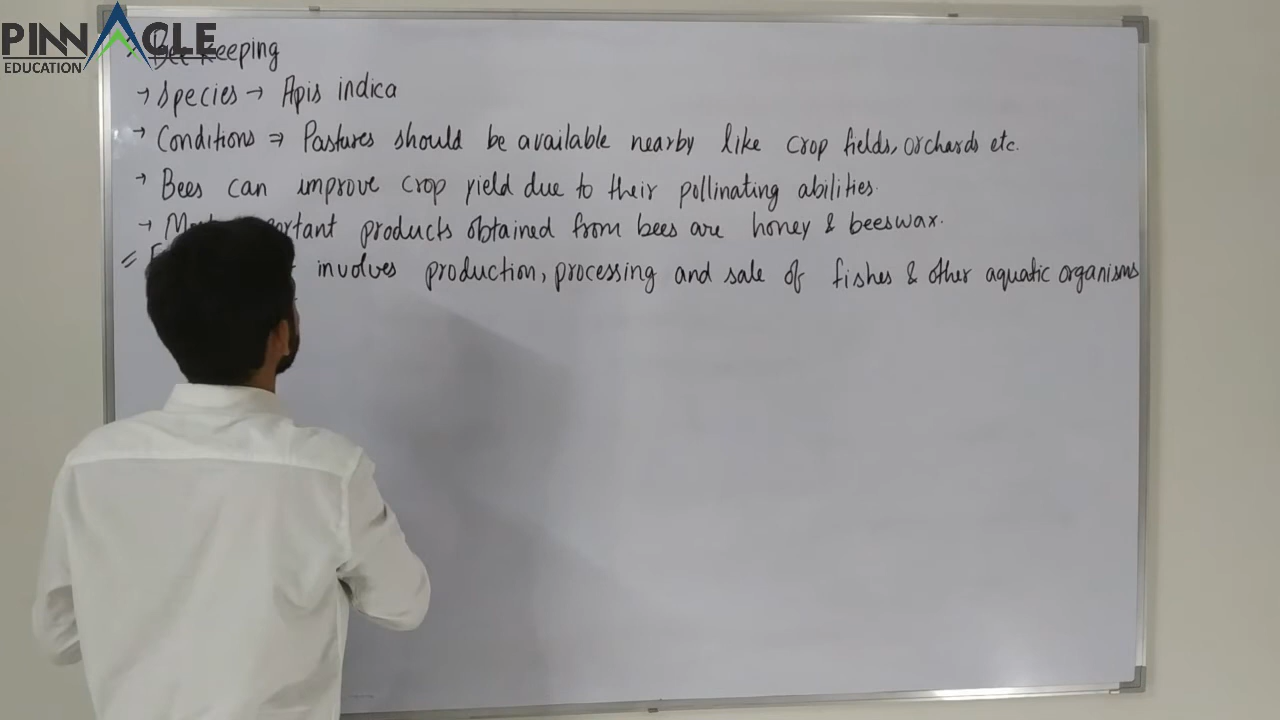 PINNACLE
EDUCATION
Bee Keeping
→ Species → Apis indica
→ Conditions ⇒ Pastures should be available nearby like crop fields, orchards etc.
→ Bees can improve crop yield due to their pollinating abilities.
→ products obtained from bees are honey & beeswax.
involves production, processing and sale of fishes & other aquatic organisms